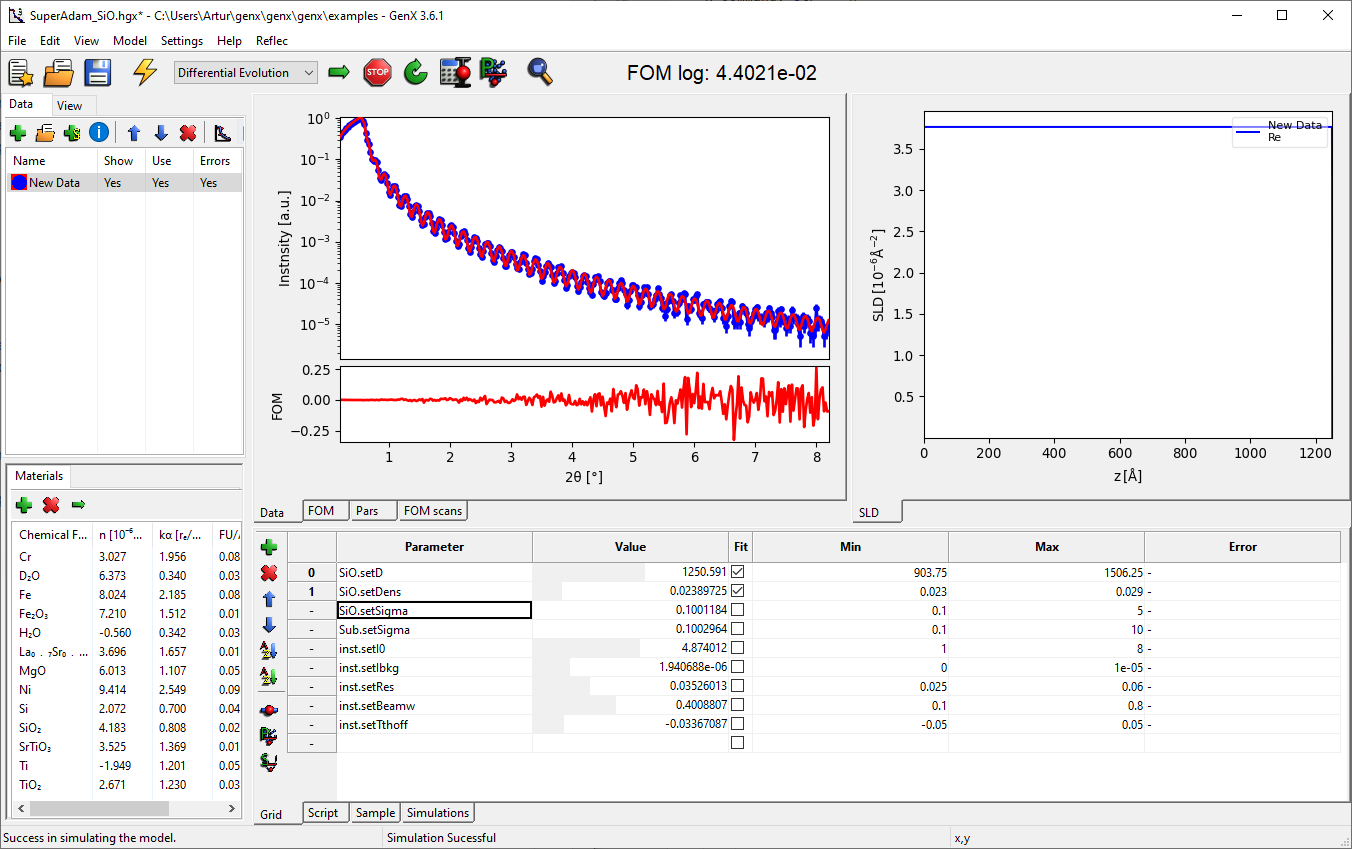 SuperAdam_SiO.hgx* - C:\Users\Artur\genx\genx\genx\examples - GenX 3.6.1
File Edit View Model Settings Help Reflec
STOP
Differential Evolution
FOM log: 4.4021e-02
Data View
Name Show Use Errors
New Data Yes Yes Yes
Materials
Chemical F... n [10⁻⁶... kα [rₑ/... FU/
Cr 3.027 1.956 0.08
D₂O 6.373 0.340 0.03
Fe 8.024 2.185 0.08
Fe₂O₃ 7.210 1.512 0.01
H₂O -0.560 0.342 0.03
La₀ . ₇Sr₀ . ... 3.696 1.657 0.01
MgO 6.013 1.107 0.05
Ni 9.414 2.549 0.09
Si 2.072 0.700 0.04
SiO₂ 4.183 0.808 0.02
SrTiO₃ 3.525 1.369 0.01
Ti -1.949 1.201 0.05
TiO₂ 2.671 1.230 0.03
Instnsity [a.u.]
10⁰
10⁻¹
10⁻²
10⁻³
10⁻⁴
10⁻⁵
FOM
0.25
0.00
−0.25
1 2 3 4 5 6 7 8
2θ [°]
Data FOM Pars FOM scans
SLD [10⁻⁶Å⁻²]
3.5
3.0
2.5
2.0
1.5
1.0
0.5
New Data
Re
0 200 400 600 800 1000 1200
z [Å]
SLD
Parameter Value Fit Min Max Error
0 SiO.setD 1250.591 903.75 1506.25 -
1 SiO.setDens 0.02389725 0.023 0.029 -
- SiO.setSigma 0.1001184 0.1 5 -
- Sub.setSigma 0.1002964 0.1 10 -
- inst.setI0 4.874012 1 8 -
- inst.setIbkg 1.940688e-06 0 1e-05 -
- inst.setRes 0.03526013 0.025 0.06 -
- inst.setBeamw 0.4008807 0.1 0.8 -
- inst.setTthoff -0.03367087 -0.05 0.05 -
-
Grid Script Sample Simulations
Success in simulating the model. Simulation Sucessful x,y